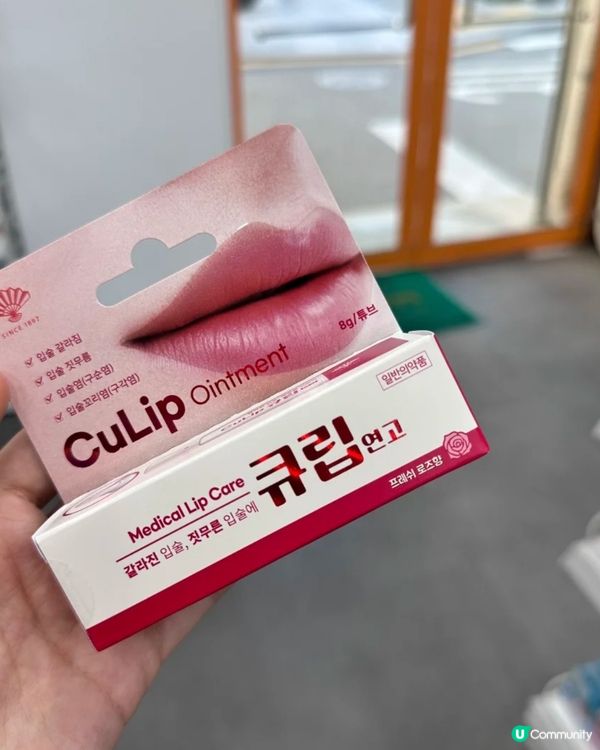 SINCE 1897
입술 갈라짐
입술 짓무름
입술염(구순염)
입술꼬리염(구각염)
8g/튜브
CuLip Ointment
일반의약품
Medical Lip Care
큐립 연고
갈라진 입술, 짓무른 입술에
프레쉬 로즈향
U Community